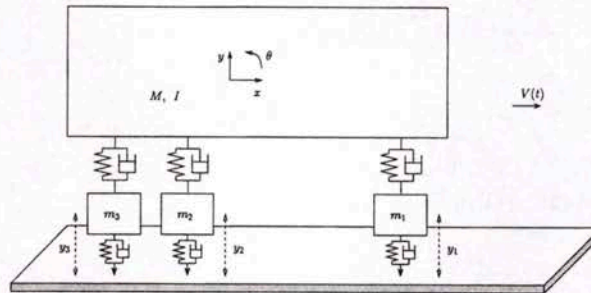 y θ
x
M, I
V(t)
m₃ m₂ m₁
y₃ y₂ y₁